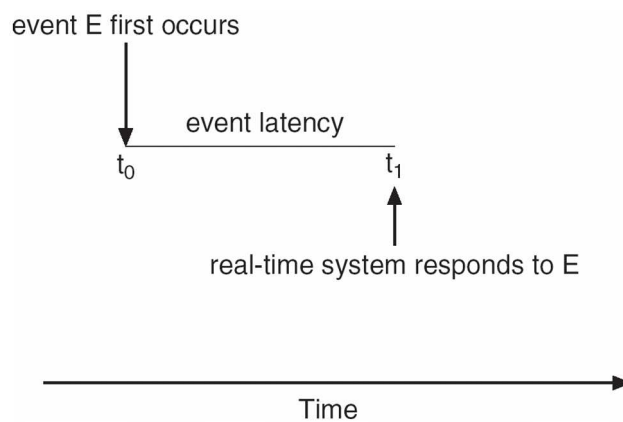 event E first occurs
event latency
t0 t1
real-time system responds to E
Time